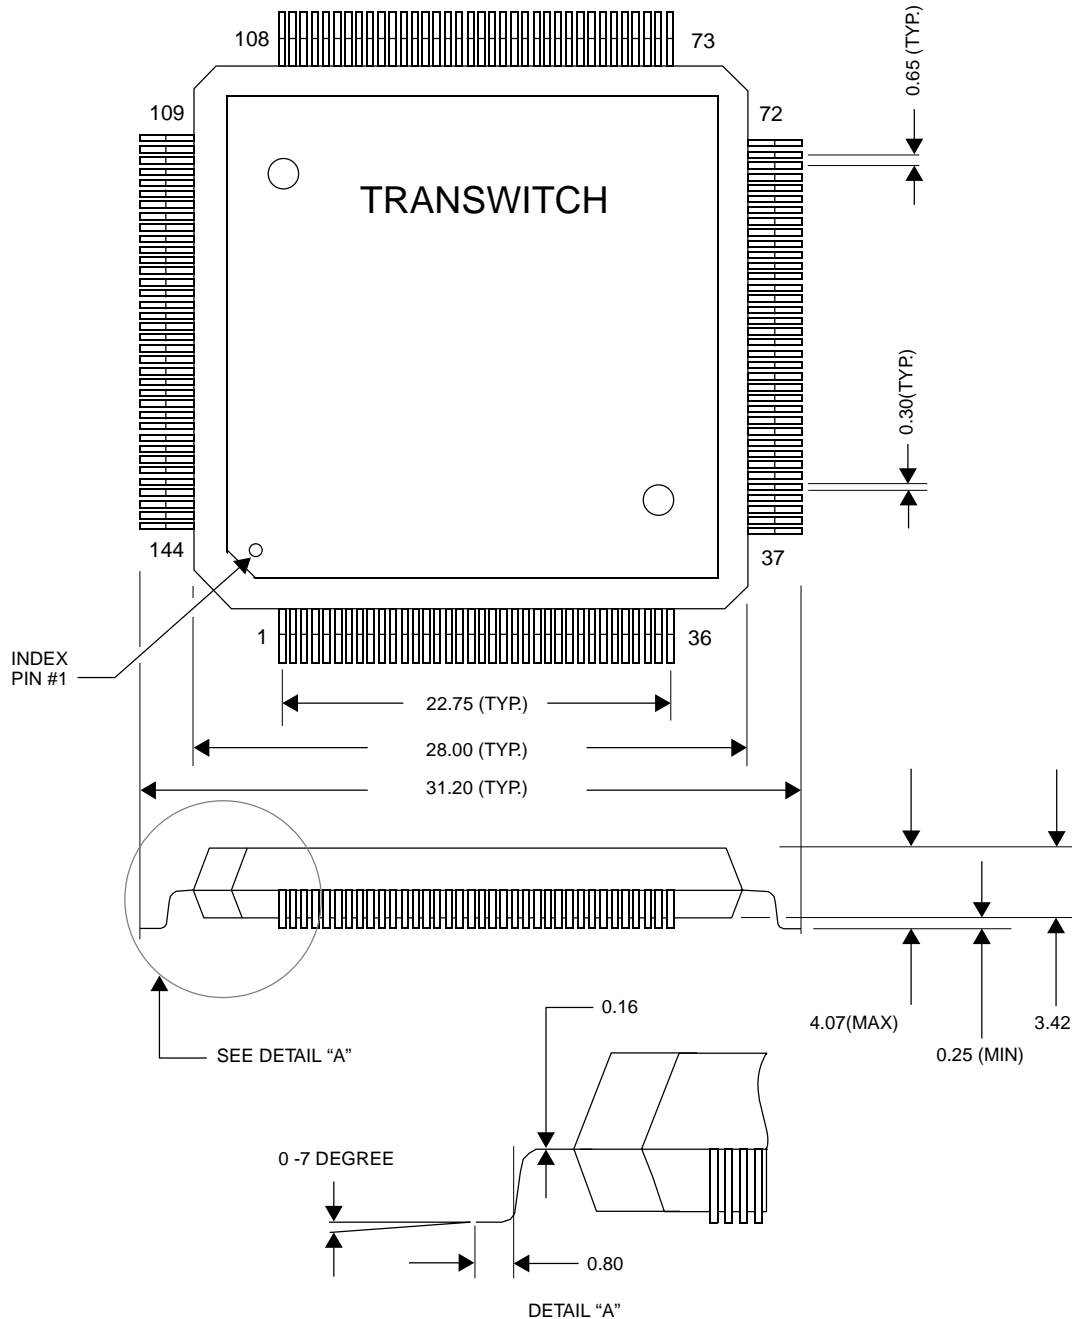 108
73
0.65 (TYP.)
109
72
TRANSWITCH
0.30(TYP.)
144
37
1
36
INDEX
PIN #1
22.75 (TYP.)
28.00 (TYP.)
31.20 (TYP.)
0.16
4.07(MAX)
3.42
SEE DETAIL “A”
0.25 (MIN)
0 -7 DEGREE
0.80
DETAIL “A”